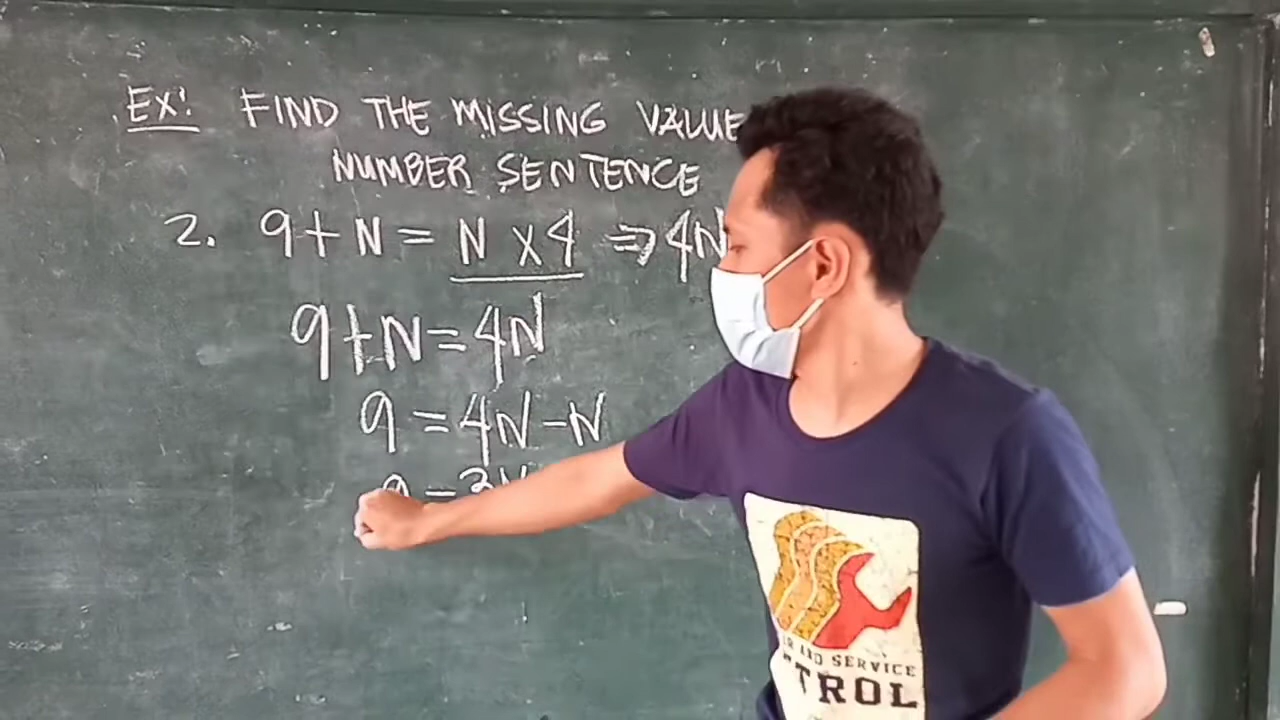 EX: FIND THE MISSING VALUE
NUMBER SENTENCE
2. 9+N = N x4 => 4N
9+N=4N
9 = 4N-N
9 = 3N
AND SERVICE
TROL